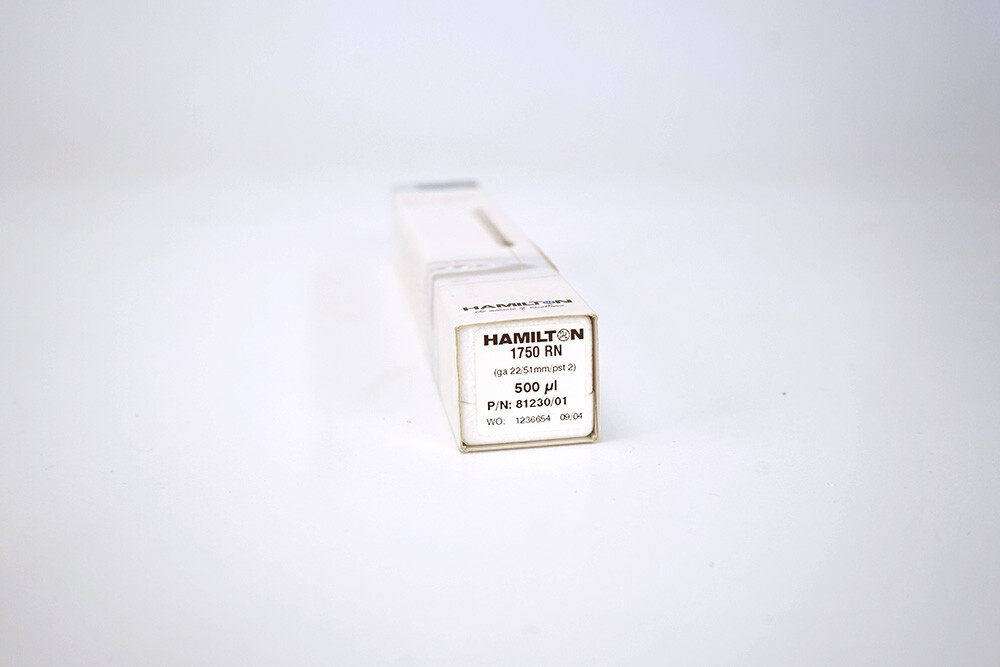 HAMILTON
HAMILTON
1750 RN
(ga 22/51mm/pst 2)
500 µl
P/N: 81230/01
WO: 1236654 09/04